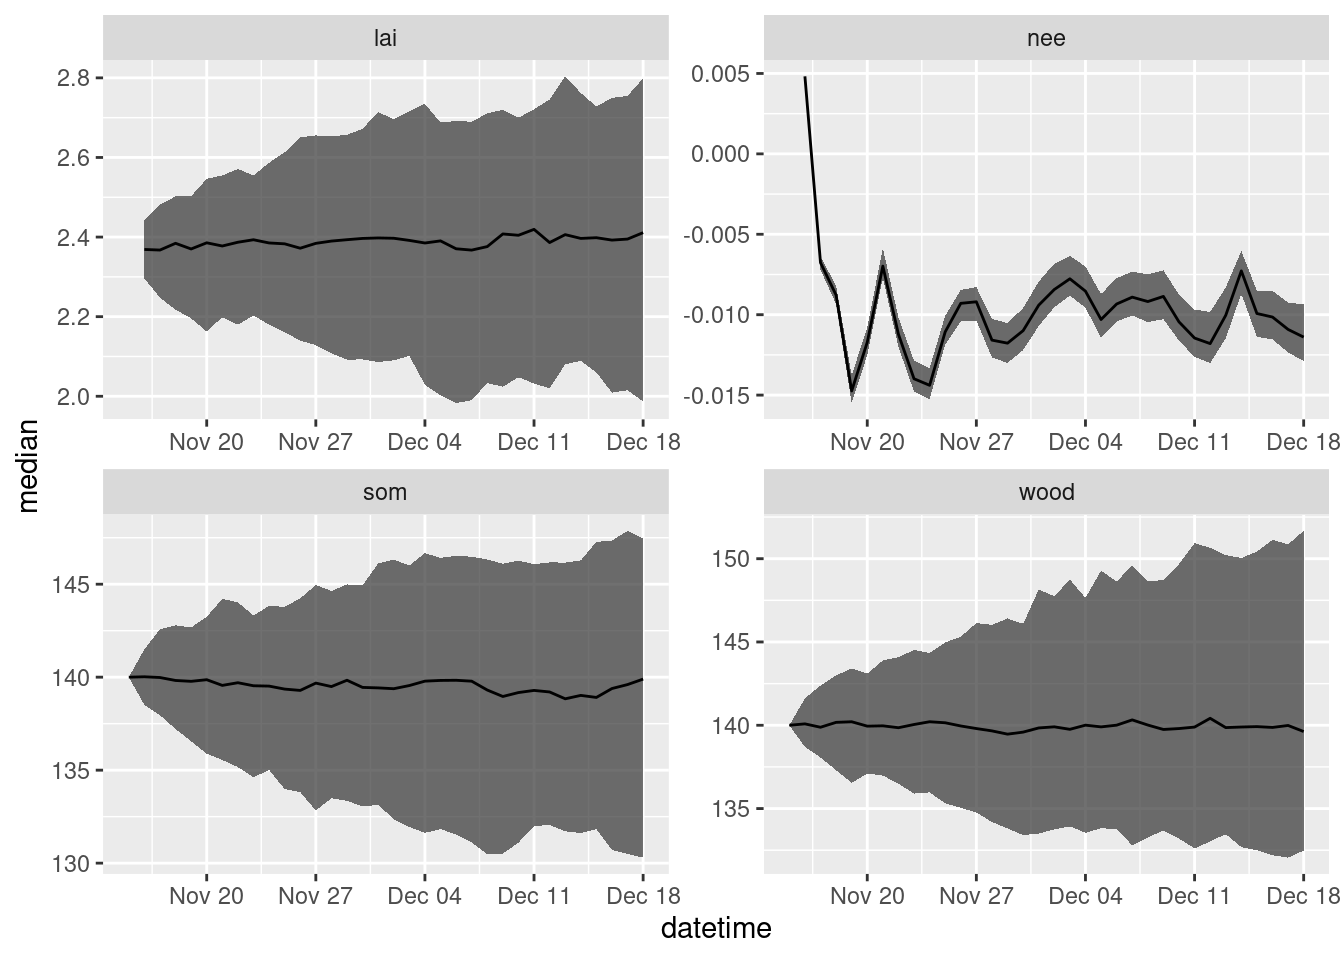 lai
2.8
2.6
2.4
2.2
2.0
Nov 20 Nov 27 Dec 04 Dec 11 Dec 18
nee
0.005
0.000
-0.005
-0.010
-0.015
Nov 20 Nov 27 Dec 04 Dec 11 Dec 18
median
som
145
140
135
130
Nov 20 Nov 27 Dec 04 Dec 11 Dec 18
wood
150
145
140
135
Nov 20 Nov 27 Dec 04 Dec 11 Dec 18
datetime